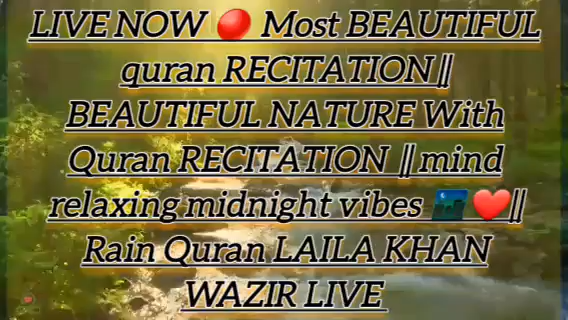 LIVE NOW 🔴 Most BEAUTIFUL
quran RECITATION ||
BEAUTIFUL NATURE With
Quran RECITATION || mind
relaxing midnight vibes 🌃❤️||
Rain Quran LAILA KHAN
WAZIR LIVE